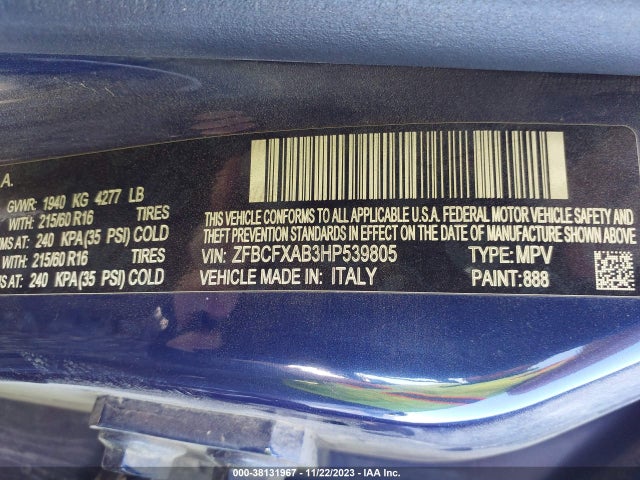 A.
GVWR: 1940 KG 4277 LB
WITH: 215/60 R16 TIRES
MS AT: 240 KPA(35 PSI) COLD
WITH: 215/60 R16 TIRES
MS AT: 240 KPA(35 PSI) COLD
THIS VEHICLE CONFORMS TO ALL APPLICABLE U.S.A. FEDERAL MOTOR VEHICLE SAFETY AND
THEFT PREVENTION STANDARDS IN EFFECT ON THE DATE OF MANUFACTURE SHOWN ABOVE
VIN: ZFBCFXAB3HP539805 TYPE: MPV
VEHICLE MADE IN: ITALY PAINT: 888
000-38131967 - 11/22/2023 - IAA Inc.